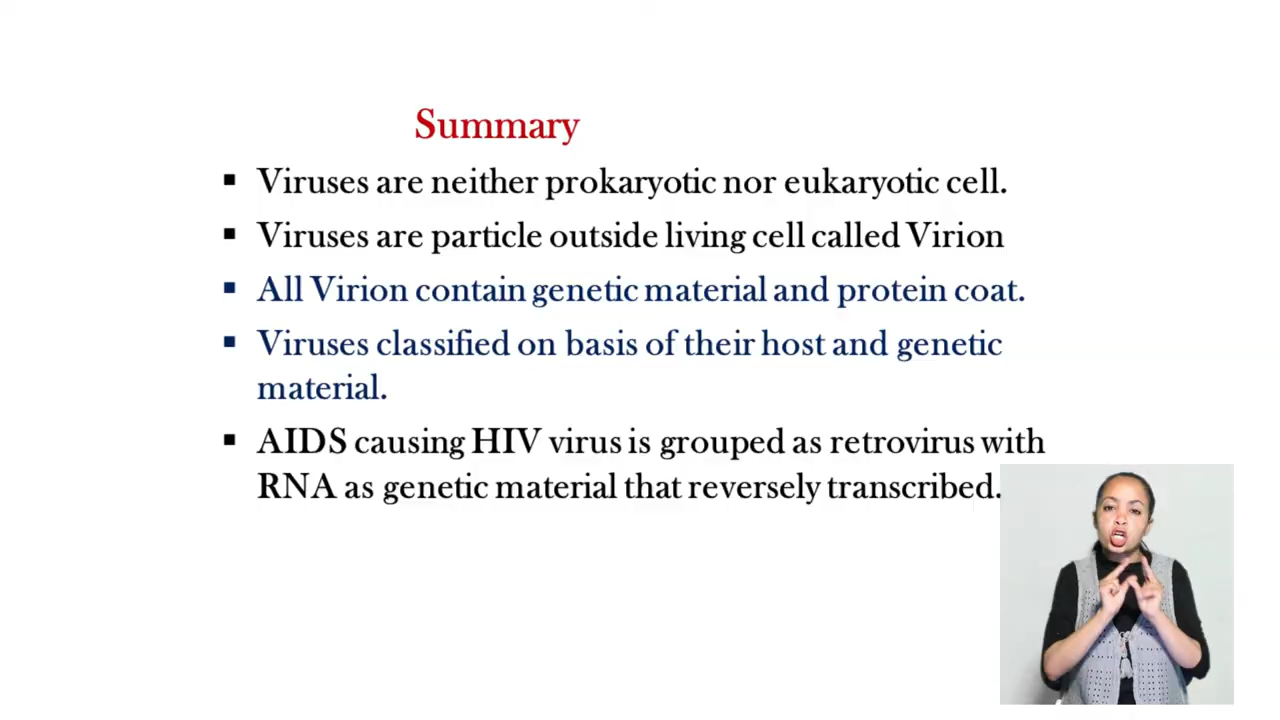 Summary
▪ Viruses are neither prokaryotic nor eukaryotic cell.
▪ Viruses are particle outside living cell called Virion
▪ All Virion contain genetic material and protein coat.
▪ Viruses classified on basis of their host and genetic
material.
▪ AIDS causing HIV virus is grouped as retrovirus with
RNA as genetic material that reversely transcribed.